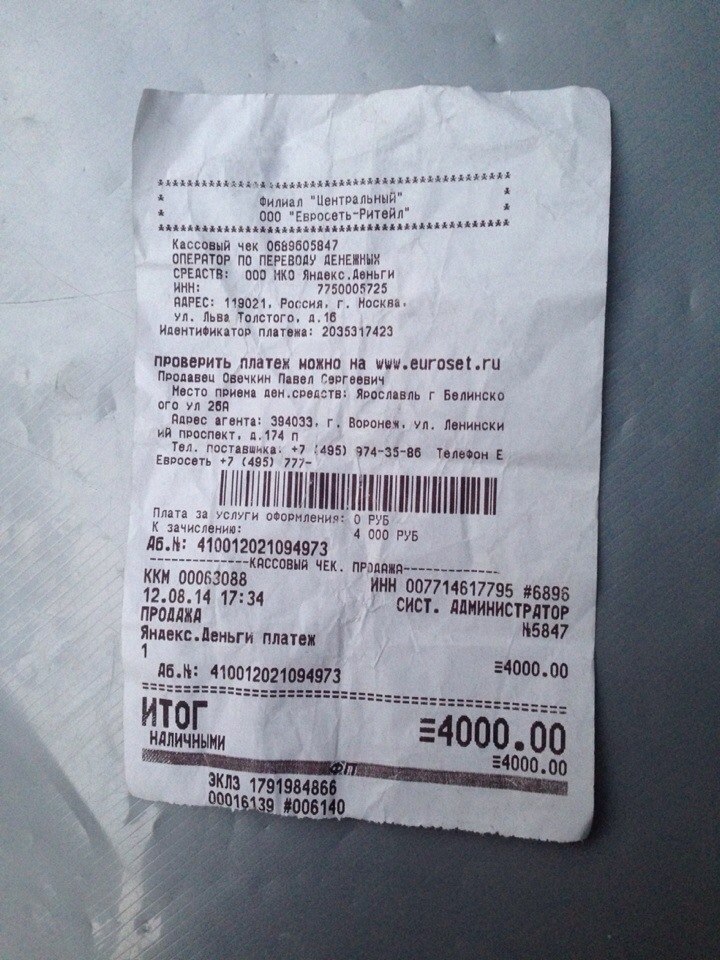 ****************************************
* Филиал "Центральный" *
* ООО "Евросеть-Ритейл" *
****************************************
Кассовый чек 0689605847
ОПЕРАТОР ПО ПЕРЕВОДУ ДЕНЕЖНЫХ
СРЕДСТВ: ООО НКО Яндекс.Деньги
ИНН: 7750005725
АДРЕС: 119021, Россия, г. Москва,
ул. Льва Толстого, д.16
Идентификатор платежа: 2035317423
проверить платеж можно на www.euroset.ru
Продавец Овечкин Павел Сергеевич
Место приема ден.средств: Ярославль г Белинско
ого ул 26А
Адрес агента: 394033, г. Воронеж, ул. Ленински
ий проспект, д.174 п
Тел. поставщика: +7 (495) 974-35-86 Телефон Е
Евросеть +7 (495) 777-
Плата за услуги оформления: 0 РУБ
К зачислению: 4 000 РУБ
Аб.№: 410012021094973
------------КАССОВЫЙ ЧЕК. ПРОДАЖА------------
ККМ 00063088 ИНН 007714617795 #6896
12.08.14 17:34 СИСТ. АДМИНИСТРАТОР
ПРОДАЖА №5847
Яндекс.Деньги платеж
1 ≡4000.00
Аб.№: 410012021094973
========================================
ИТОГ ≡4000.00
НАЛИЧНЫМИ ≡4000.00
ФП
ЭКЛЗ 1791984866
00016139 #006140